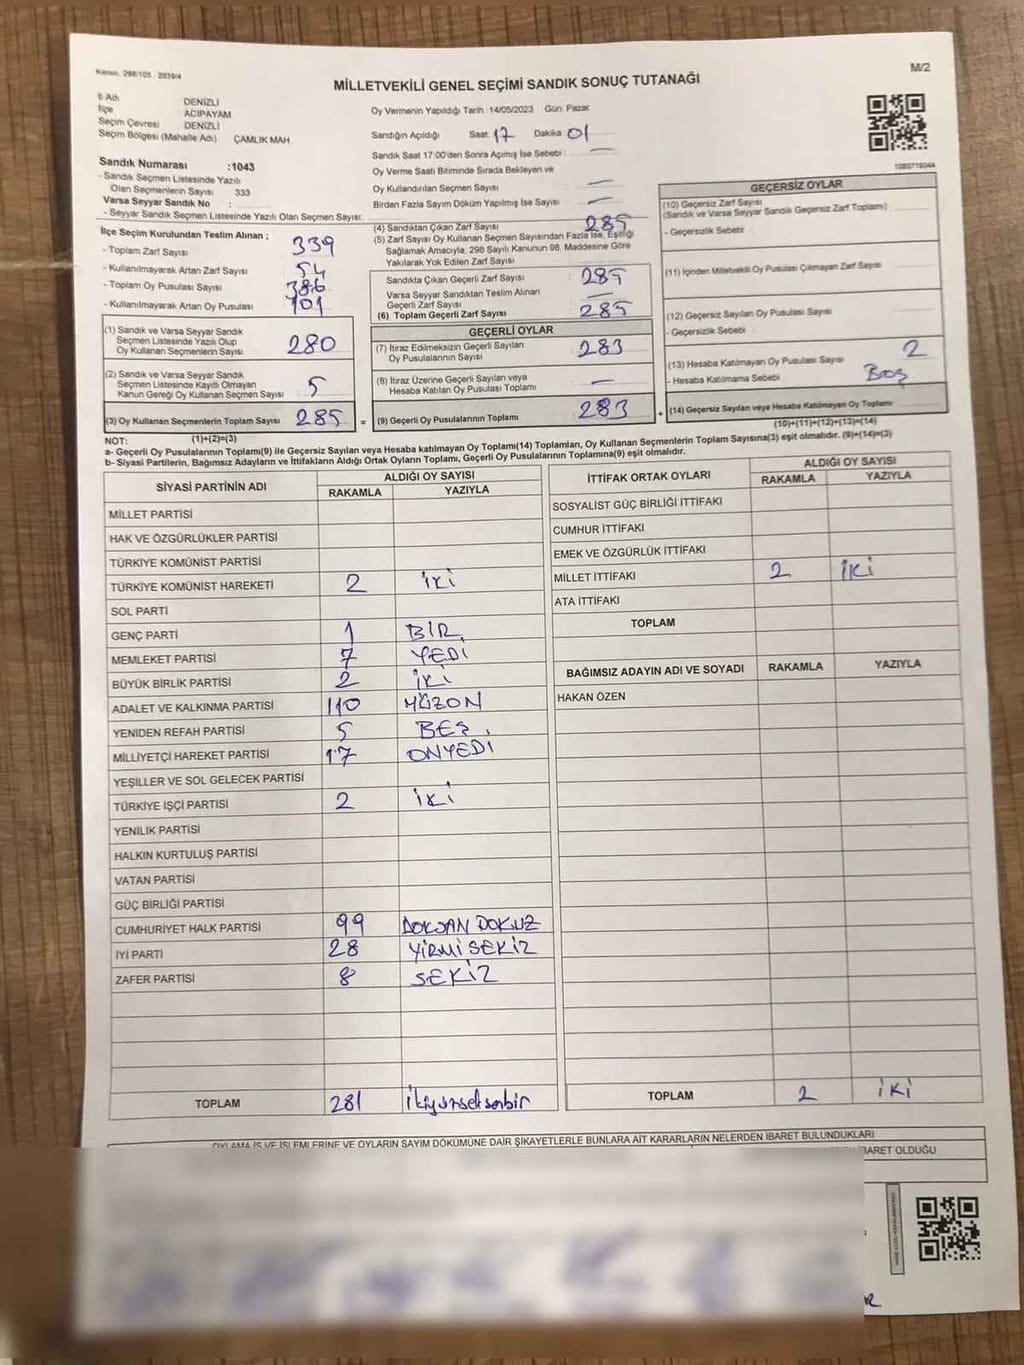 Kanun, 298/105, 2839/4
M/2
MİLLETVEKİLİ GENEL SEÇİMİ SANDIK SONUÇ TUTANAĞI
İl Adı DENİZLİ
İlçe ACIPAYAM
Seçim Çevresi DENİZLİ
Seçim Bölgesi (Mahalle Adı) ÇAMLIK MAH
Sandık Numarası :1043
- Sandık Seçmen Listesinde Yazılı
Olan Seçmenlerin Sayısı 333
Varsa Seyyar Sandık No :
- Seyyar Sandık Seçmen Listesinde Yazılı Olan Seçmen Sayısı:
İlçe Seçim Kurulundan Teslim Alınan ;
- Toplam Zarf Sayısı 339
- Kullanılmayarak Artan Zarf Sayısı 54
- Toplam Oy Pusulası Sayısı 386
- Kullanılmayarak Artan Oy Pusulası 101
(1) Sandık ve Varsa Seyyar Sandık
Seçmen Listesinde Yazılı Olup
Oy Kullanan Seçmenlerin Sayısı 280
(2) Sandık ve Varsa Seyyar Sandık
Seçmen Listesinde Kayıtlı Olmayan
Kanun Gereği Oy Kullanan Seçmen Sayısı 5
(3) Oy Kullanan Seçmenlerin Toplam Sayısı 285 =
(1)+(2)=(3)
Oy Vermenin Yapıldığı Tarih :14/05/2023 Gün: Pazar
Sandığın Açıldığı Saat: 17 Dakika: 01
Sandık Saat 17:00'den Sonra Açımış İse Sebebi : —
Oy Verme Saati Bitiminde Sırada Bekleyen ve
Oy Kullandırılan Seçmen Sayısı —
Birden Fazla Sayım Döküm Yapılmış İse Sayısı —
(4) Sandıktan Çıkan Zarf Sayısı 285
(5) Zarf Sayısı Oy Kullanan Seçmen Sayısından Fazla İse, Eşitliği
Sağlamak Amacıyla, 298 Sayılı Kanunun 98. Maddesine Göre
Yakılarak Yok Edilen Zarf Sayısı
Sandıkta Çıkan Geçerli Zarf Sayısı 285
Varsa Seyyar Sandıktan Teslim Alınan
Geçerli Zarf Sayısı —
(6) Toplam Geçerli Zarf Sayısı 285
GEÇERLİ OYLAR
(7) İtiraz Edilmeksizin Geçerli Sayılan
Oy Pusulalarının Sayısı 283
(8) İtiraz Üzerine Geçerli Sayılan veya
Hesaba Katılan Oy Pusulası Toplamı —
(9) Geçerli Oy Pusulalarının Toplamı 283 +
GEÇERSİZ OYLAR
(10) Geçersiz Zarf Sayısı
(Sandık ve Varsa Seyyar Sandık Geçersiz Zarf Toplamı)
- Geçersizlik Sebebi
(11) İçinden Milletvekili Oy Pusulası Çıkmayan Zarf Sayısı
(12) Geçersiz Sayılan Oy Pusulası Sayısı
- Geçersizlik Sebebi
(13) Hesaba Katılmayan Oy Pusulası Sayısı 2
- Hesaba Katılmama Sebebi Boş
(14) Geçersiz Sayılan veya Hesaba Katılmayan Oy Toplamı
(10)+(11)+(12)+(13)=(14)
NOT:
a- Geçerli Oy Pusulalarının Toplamı(9) ile Geçersiz Sayılan veya Hesaba katılmayan Oy Toplamı(14) Toplamları, Oy Kullanan Seçmenlerin Toplam Sayısına(3) eşit olmalıdır. (9)+(14)=(3)
b- Siyasi Partilerin, Bağımsız Adayların ve İttifakların Aldığı Ortak Oyların Toplamı, Geçerli Oy Pusulalarının Toplamına(9) eşit olmalıdır.
SİYASİ PARTİNİN ADI ALDIĞI OY SAYISI
RAKAMLA YAZIYLA
MİLLET PARTİSİ
HAK VE ÖZGÜRLÜKLER PARTİSİ
TÜRKİYE KOMÜNİST PARTİSİ
TÜRKİYE KOMÜNİST HAREKETİ 2 İKİ
SOL PARTİ
GENÇ PARTİ 1 BİR
MEMLEKET PARTİSİ 7 YEDİ
BÜYÜK BİRLİK PARTİSİ 2 İKİ
ADALET VE KALKINMA PARTİSİ 110 YÜZON
YENİDEN REFAH PARTİSİ 5 BEŞ
MİLLİYETÇİ HAREKET PARTİSİ 17 ONYEDİ
YEŞİLLER VE SOL GELECEK PARTİSİ
TÜRKİYE İŞÇİ PARTİSİ 2 İKİ
YENİLİK PARTİSİ
HALKIN KURTULUŞ PARTİSİ
VATAN PARTİSİ
GÜÇ BİRLİĞİ PARTİSİ
CUMHURİYET HALK PARTİSİ 99 DOKSAN DOKUZ
İYİ PARTİ 28 YİRMİ SEKİZ
ZAFER PARTİSİ 8 SEKİZ
TOPLAM 281 ikiyüzseksenbir
İTTİFAK ORTAK OYLARI ALDIĞI OY SAYISI
RAKAMLA YAZIYLA
SOSYALİST GÜÇ BİRLİĞİ İTTİFAKI
CUMHUR İTTİFAKI
EMEK VE ÖZGÜRLÜK İTTİFAKI
MİLLET İTTİFAKI 2 İKİ
ATA İTTİFAKI
TOPLAM
BAĞIMSIZ ADAYIN ADI VE SOYADI RAKAMLA YAZIYLA
HAKAN ÖZEN
TOPLAM 2 İKİ
OYLAMA İŞ VE İŞLEMLERİNE VE OYLARIN SAYIM DÖKÜMÜNE DAİR ŞİKAYETLERLE BUNLARA AİT KARARLARIN NELERDEN İBARET BULUNDUKLARI
İBARET OLDUĞU